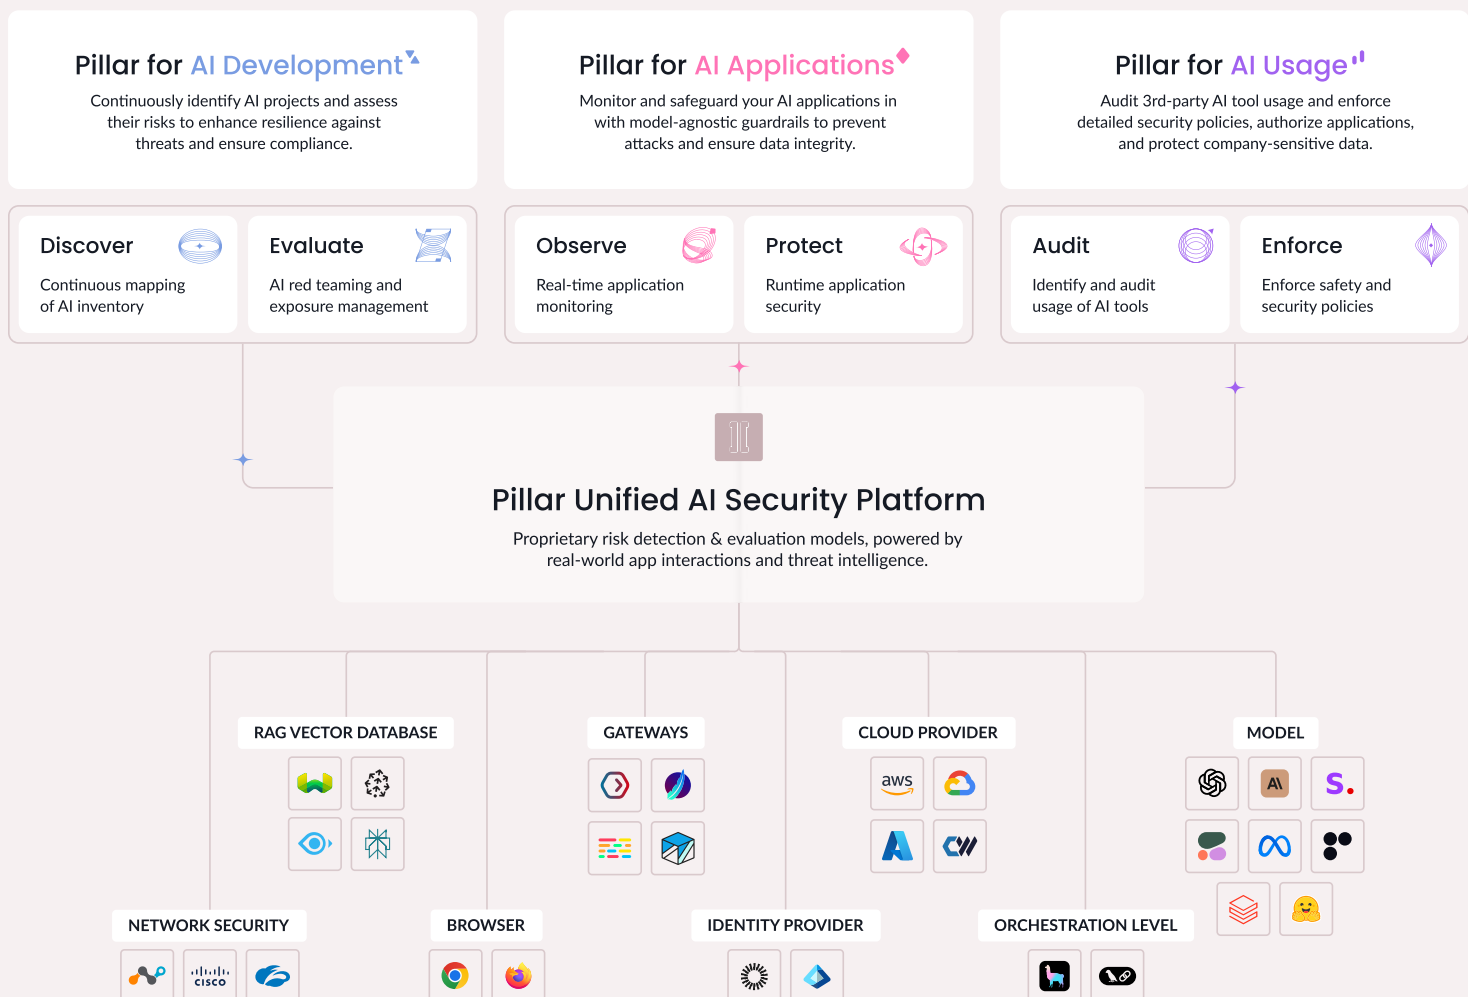 Pillar for AI Development
Continuously identify AI projects and assess
their risks to enhance resilience against
threats and ensure compliance.
Pillar for AI Applications
Monitor and safeguard your AI applications in
with model-agnostic guardrails to prevent
attacks and ensure data integrity.
Pillar for AI Usage
Audit 3rd-party AI tool usage and enforce
detailed security policies, authorize applications,
and protect company-sensitive data.
Discover
Continuous mapping
of AI inventory
Evaluate
AI red teaming and
exposure management
Observe
Real-time application
monitoring
Protect
Runtime application
security
Audit
Identify and audit
usage of AI tools
Enforce
Enforce safety and
security policies
Pillar Unified AI Security Platform
Proprietary risk detection & evaluation models, powered by
real-world app interactions and threat intelligence.
RAG VECTOR DATABASE
GATEWAYS
CLOUD PROVIDER
aws
MODEL
AI
S.
NETWORK SECURITY
CISCO
BROWSER
IDENTITY PROVIDER
ORCHESTRATION LEVEL